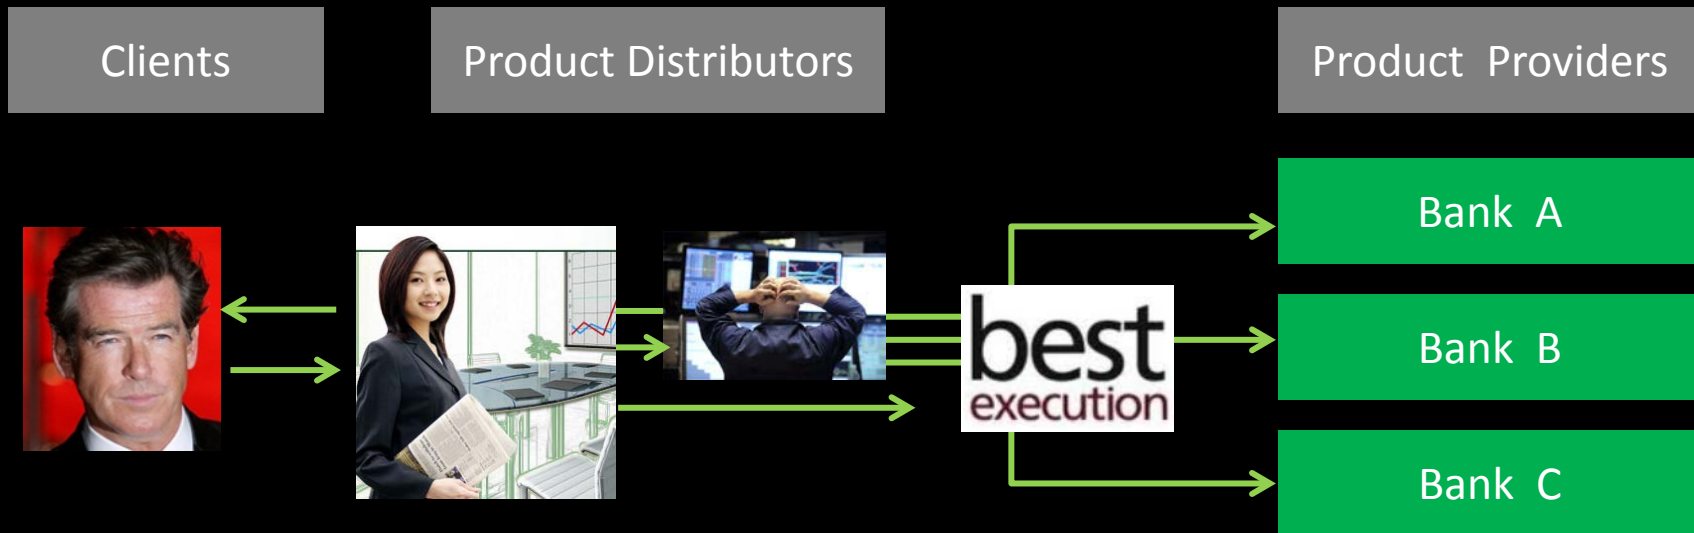 Clients
Product Distributors
Product Providers
Bank A
best
execution
Bank B
Bank C